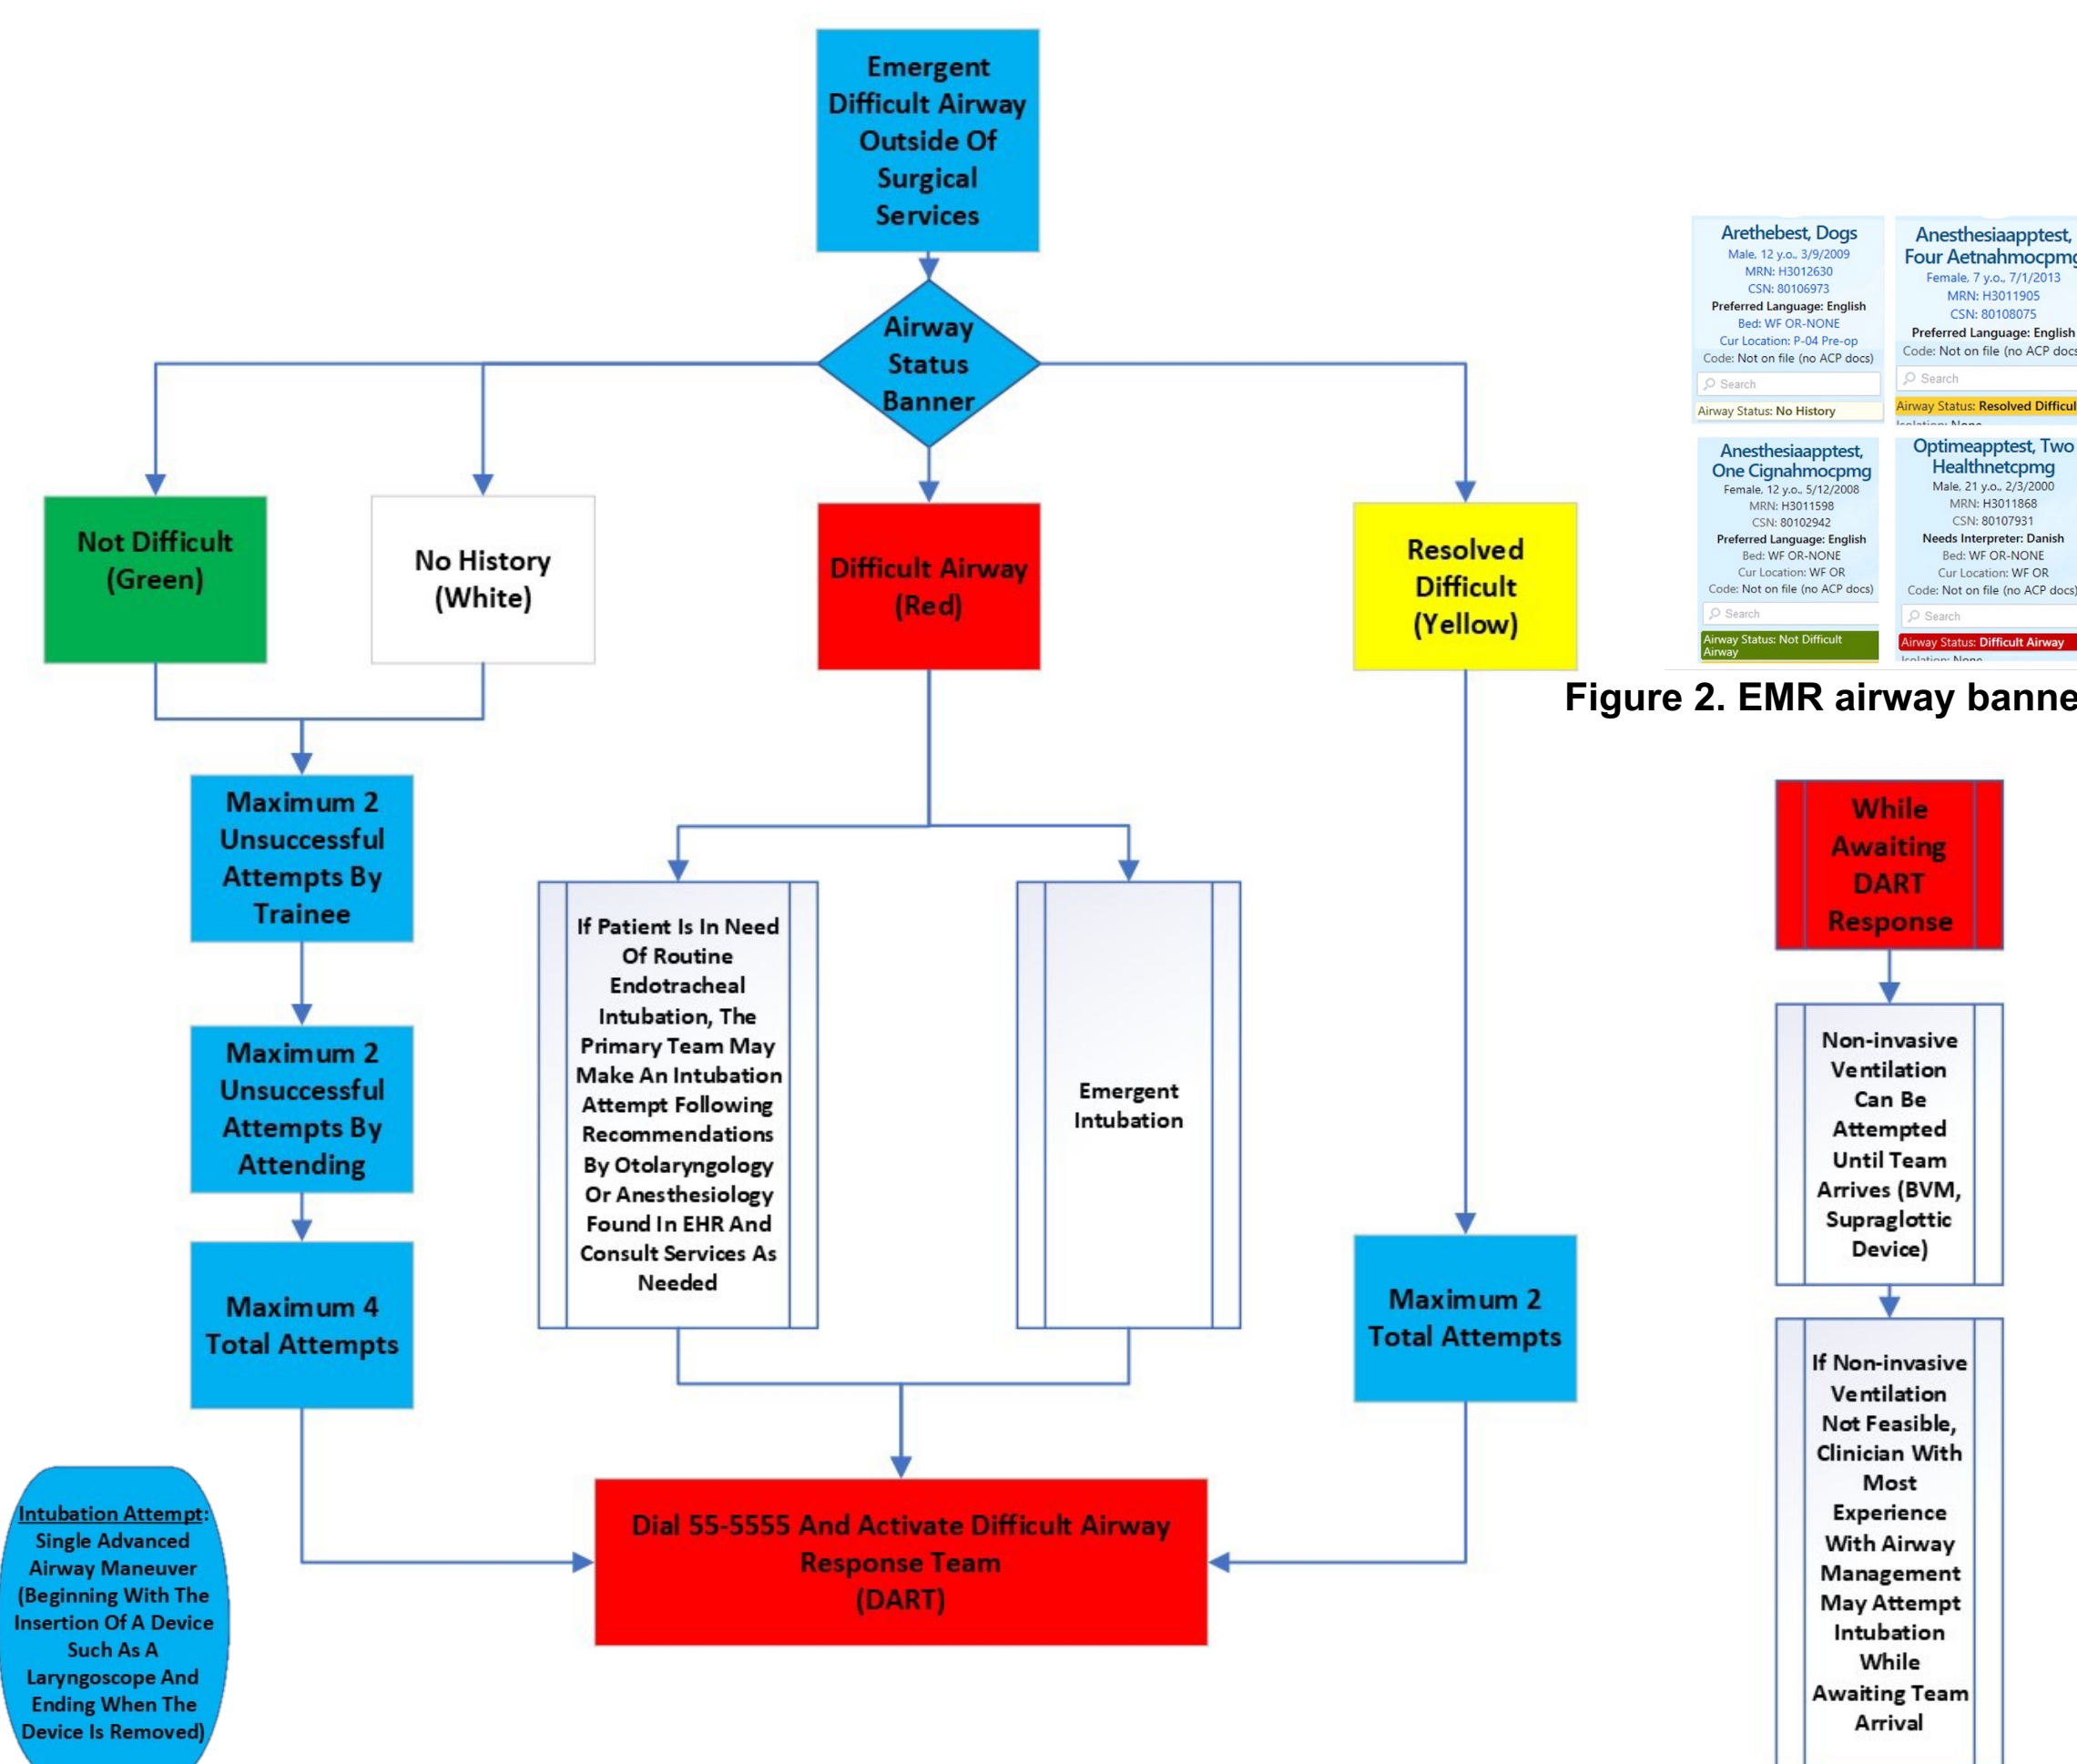 Emergent
Difficult Airway
Outside Of
Surgical
Services
Airway
Status
Banner
Not Difficult
(Green)
No History
(White)
Difficult Airway
(Red)
Resolved
Difficult
(Yellow)
Maximum 2
Unsuccessful
Attempts By
Trainee
Maximum 2
Unsuccessful
Attempts By
Attending
Maximum 4
Total Attempts
If Patient Is In Need
Of Routine
Endotracheal
Intubation, The
Primary Team May
Make An Intubation
Attempt Following
Recommendations
By Otolaryngology
Or Anesthesiology
Found In EHR And
Consult Services As
Needed
Emergent
Intubation
Maximum 2
Total Attempts
Dial 55-5555 And Activate Difficult Airway
Response Team
(DART)
Intubation Attempt:
Single Advanced
Airway Maneuver
(Beginning With The
Insertion Of A Device
Such As A
Laryngoscope And
Ending When The
Device Is Removed)
Arethebest, Dogs
Male, 12 y.o., 3/9/2009
MRN: H3012630
CSN: 80106973
Preferred Language: English
Bed: WF OR-NONE
Cur Location: P-04 Pre-op
Code: Not on file (no ACP docs)
Search
Airway Status: No History
Anesthesiaapptest,
Four Aetnahmocpmg
Female, 7 y.o., 7/1/2013
MRN: H3011905
CSN: 80108075
Preferred Language: English
Code: Not on file (no ACP docs
Search
Airway Status: Resolved Difficul
Isolation: None
Anesthesiaapptest,
One Cignahmocpmg
Female, 12 y.o., 5/12/2008
MRN: H3011598
CSN: 80102942
Preferred Language: English
Bed: WF OR-NONE
Cur Location: WF OR
Code: Not on file (no ACP docs)
Search
Airway Status: Not Difficult
Airway
Optimeapptest, Two
Healthnetcpmg
Male, 21 y.o., 2/3/2000
MRN: H3011868
CSN: 80107931
Needs Interpreter: Danish
Bed: WF OR-NONE
Cur Location: WF OR
Code: Not on file (no ACP docs)
Search
Airway Status: Difficult Airway
Isolation: None
Figure 2. EMR airway banne
While
Awaiting
DART
Response
Non-invasive
Ventilation
Can Be
Attempted
Until Team
Arrives (BVM,
Supraglottic
Device)
If Non-invasive
Ventilation
Not Feasible,
Clinician With
Most
Experience
With Airway
Management
May Attempt
Intubation
While
Awaiting Team
Arrival